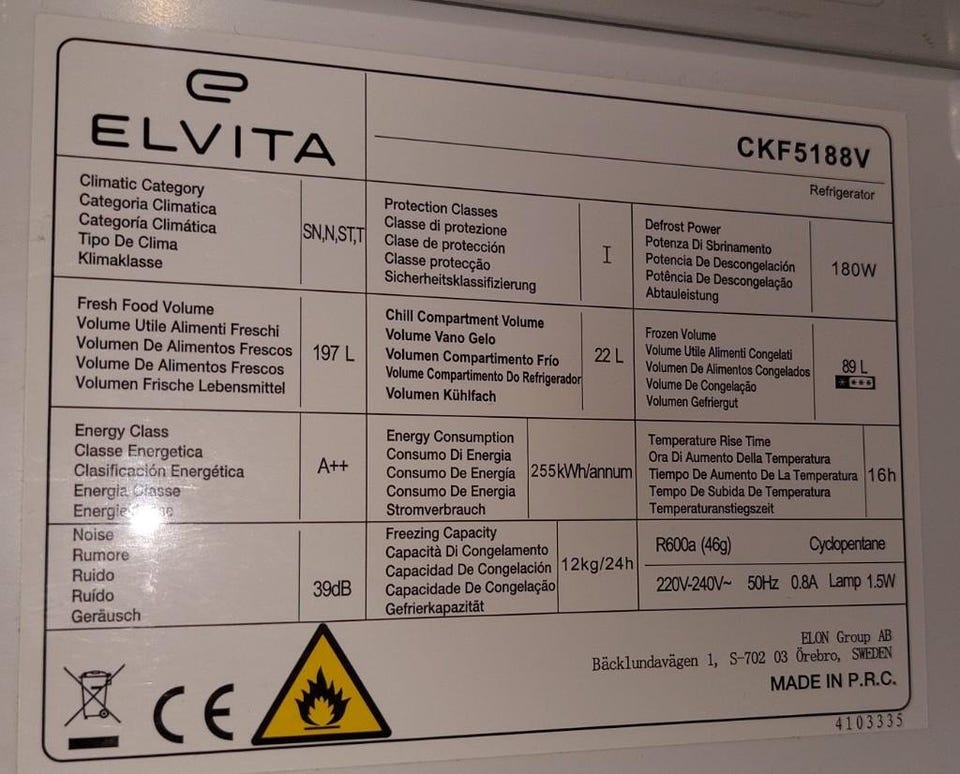 ELVITA
CKF5188V
Refrigerator
Climatic Category
Categoria Climatica
Categoría Climática
Tipo De Clima
Klimaklasse
SN,N,ST,T
Protection Classes
Classe di protezione
Clase de protección
Classe protecção
Sicherheitsklassifizierung
I
Defrost Power
Potenza Di Sbrinamento
Potencia De Descongelación
Potência De Descongelação
Abtauleistung
180W
Fresh Food Volume
Volume Utile Alimenti Freschi
Volumen De Alimentos Frescos
Volume De Alimentos Frescos
Volumen Frische Lebensmittel
197 L
Chill Compartment Volume
Volume Vano Gelo
Volumen Compartimento Frío
Volume Compartimento Do Refrigerador
Volumen Kühlfach
22 L
Frozen Volume
Volume Utile Alimenti Congelati
Volumen De Alimentos Congelados
Volume De Congelação
Volumen Gefriergut
89 L
Energy Class
Classe Energetica
Clasificación Energética
Energia Classe
A++
Energy Consumption
Consumo Di Energia
Consumo De Energía
Consumo De Energia
Stromverbrauch
255kWh/annum
Temperature Rise Time
Ora Di Aumento Della Temperatura
Tiempo De Aumento De La Temperatura
Tempo De Subida De Temperatura
Temperaturanstiegszeit
16h
Noise
Rumore
Ruido
Ruído
Geräusch
39dB
Freezing Capacity
Capacità Di Congelamento
Capacidad De Congelación
Capacidade De Congelação
Gefrierkapazität
12kg/24h
R600a (46g) Cyclopentane
220V-240V~ 50Hz 0.8A Lamp 1.5W
CE
ELON Group AB
Bäcklundavägen 1, S-702 03 Örebro, SWEDEN
MADE IN P.R.C.
4103335